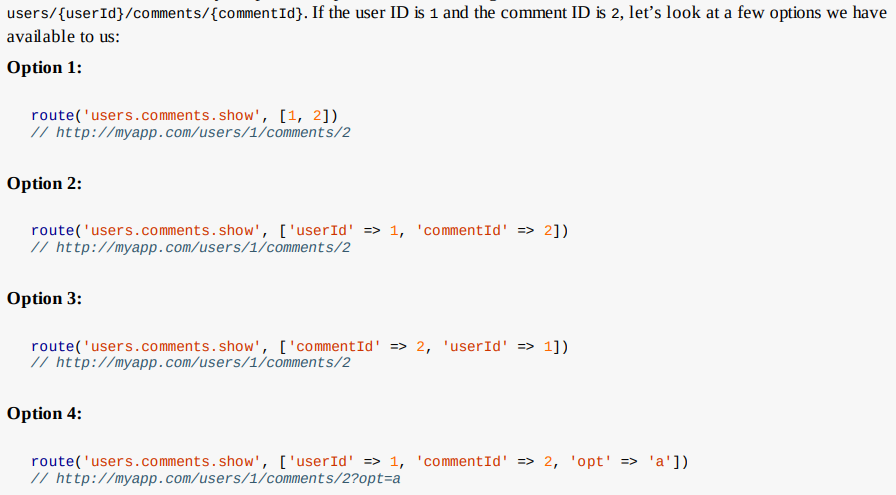 users/{userId}/comments/{commentId}. If the user ID is 1 and the comment ID is 2, let’s look at a few options we have
available to us:
Option 1:
route('users.comments.show', [1, 2])
// http://myapp.com/users/1/comments/2
Option 2:
route('users.comments.show', ['userId' => 1, 'commentId' => 2])
// http://myapp.com/users/1/comments/2
Option 3:
route('users.comments.show', ['commentId' => 2, 'userId' => 1])
// http://myapp.com/users/1/comments/2
Option 4:
route('users.comments.show', ['userId' => 1, 'commentId' => 2, 'opt' => 'a'])
// http://myapp.com/users/1/comments/2?opt=a